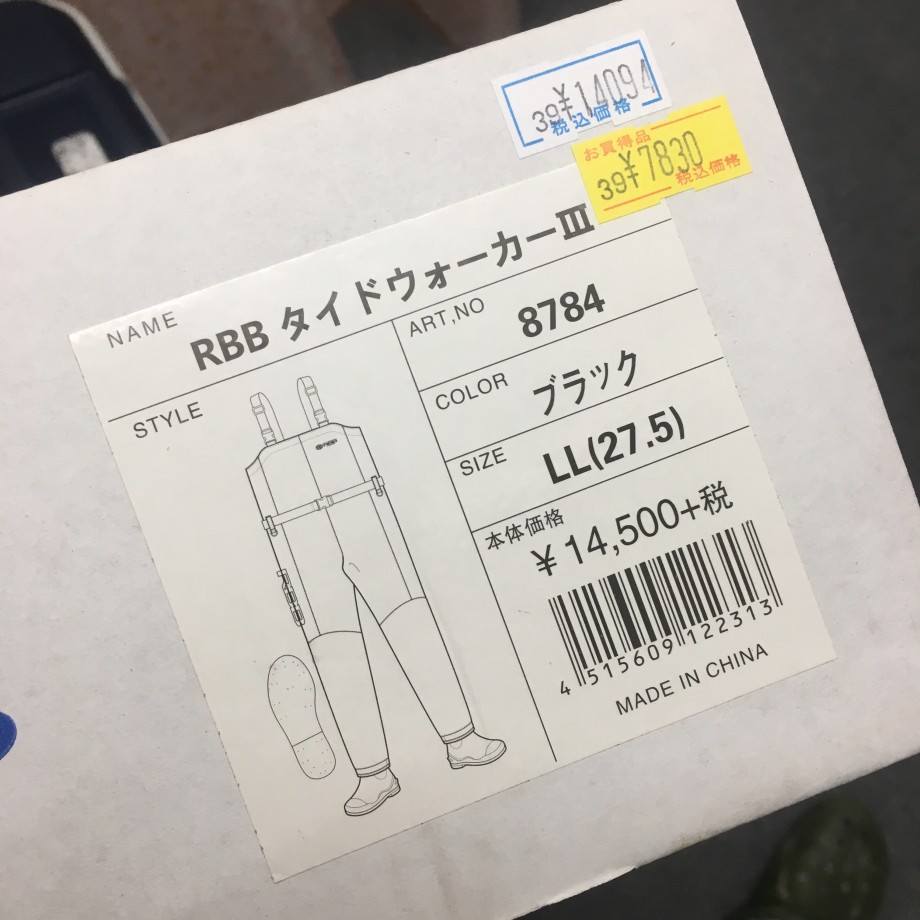 39 ¥14094
税込価格
お買得品
39 ¥7830
税込価格
NAME
RBB タイドウォーカーⅢ
STYLE
ART,NO
8784
COLOR
ブラック
SIZE
LL(27.5)
本体価格
¥14,500+税
4 515609 122313
MADE IN CHINA